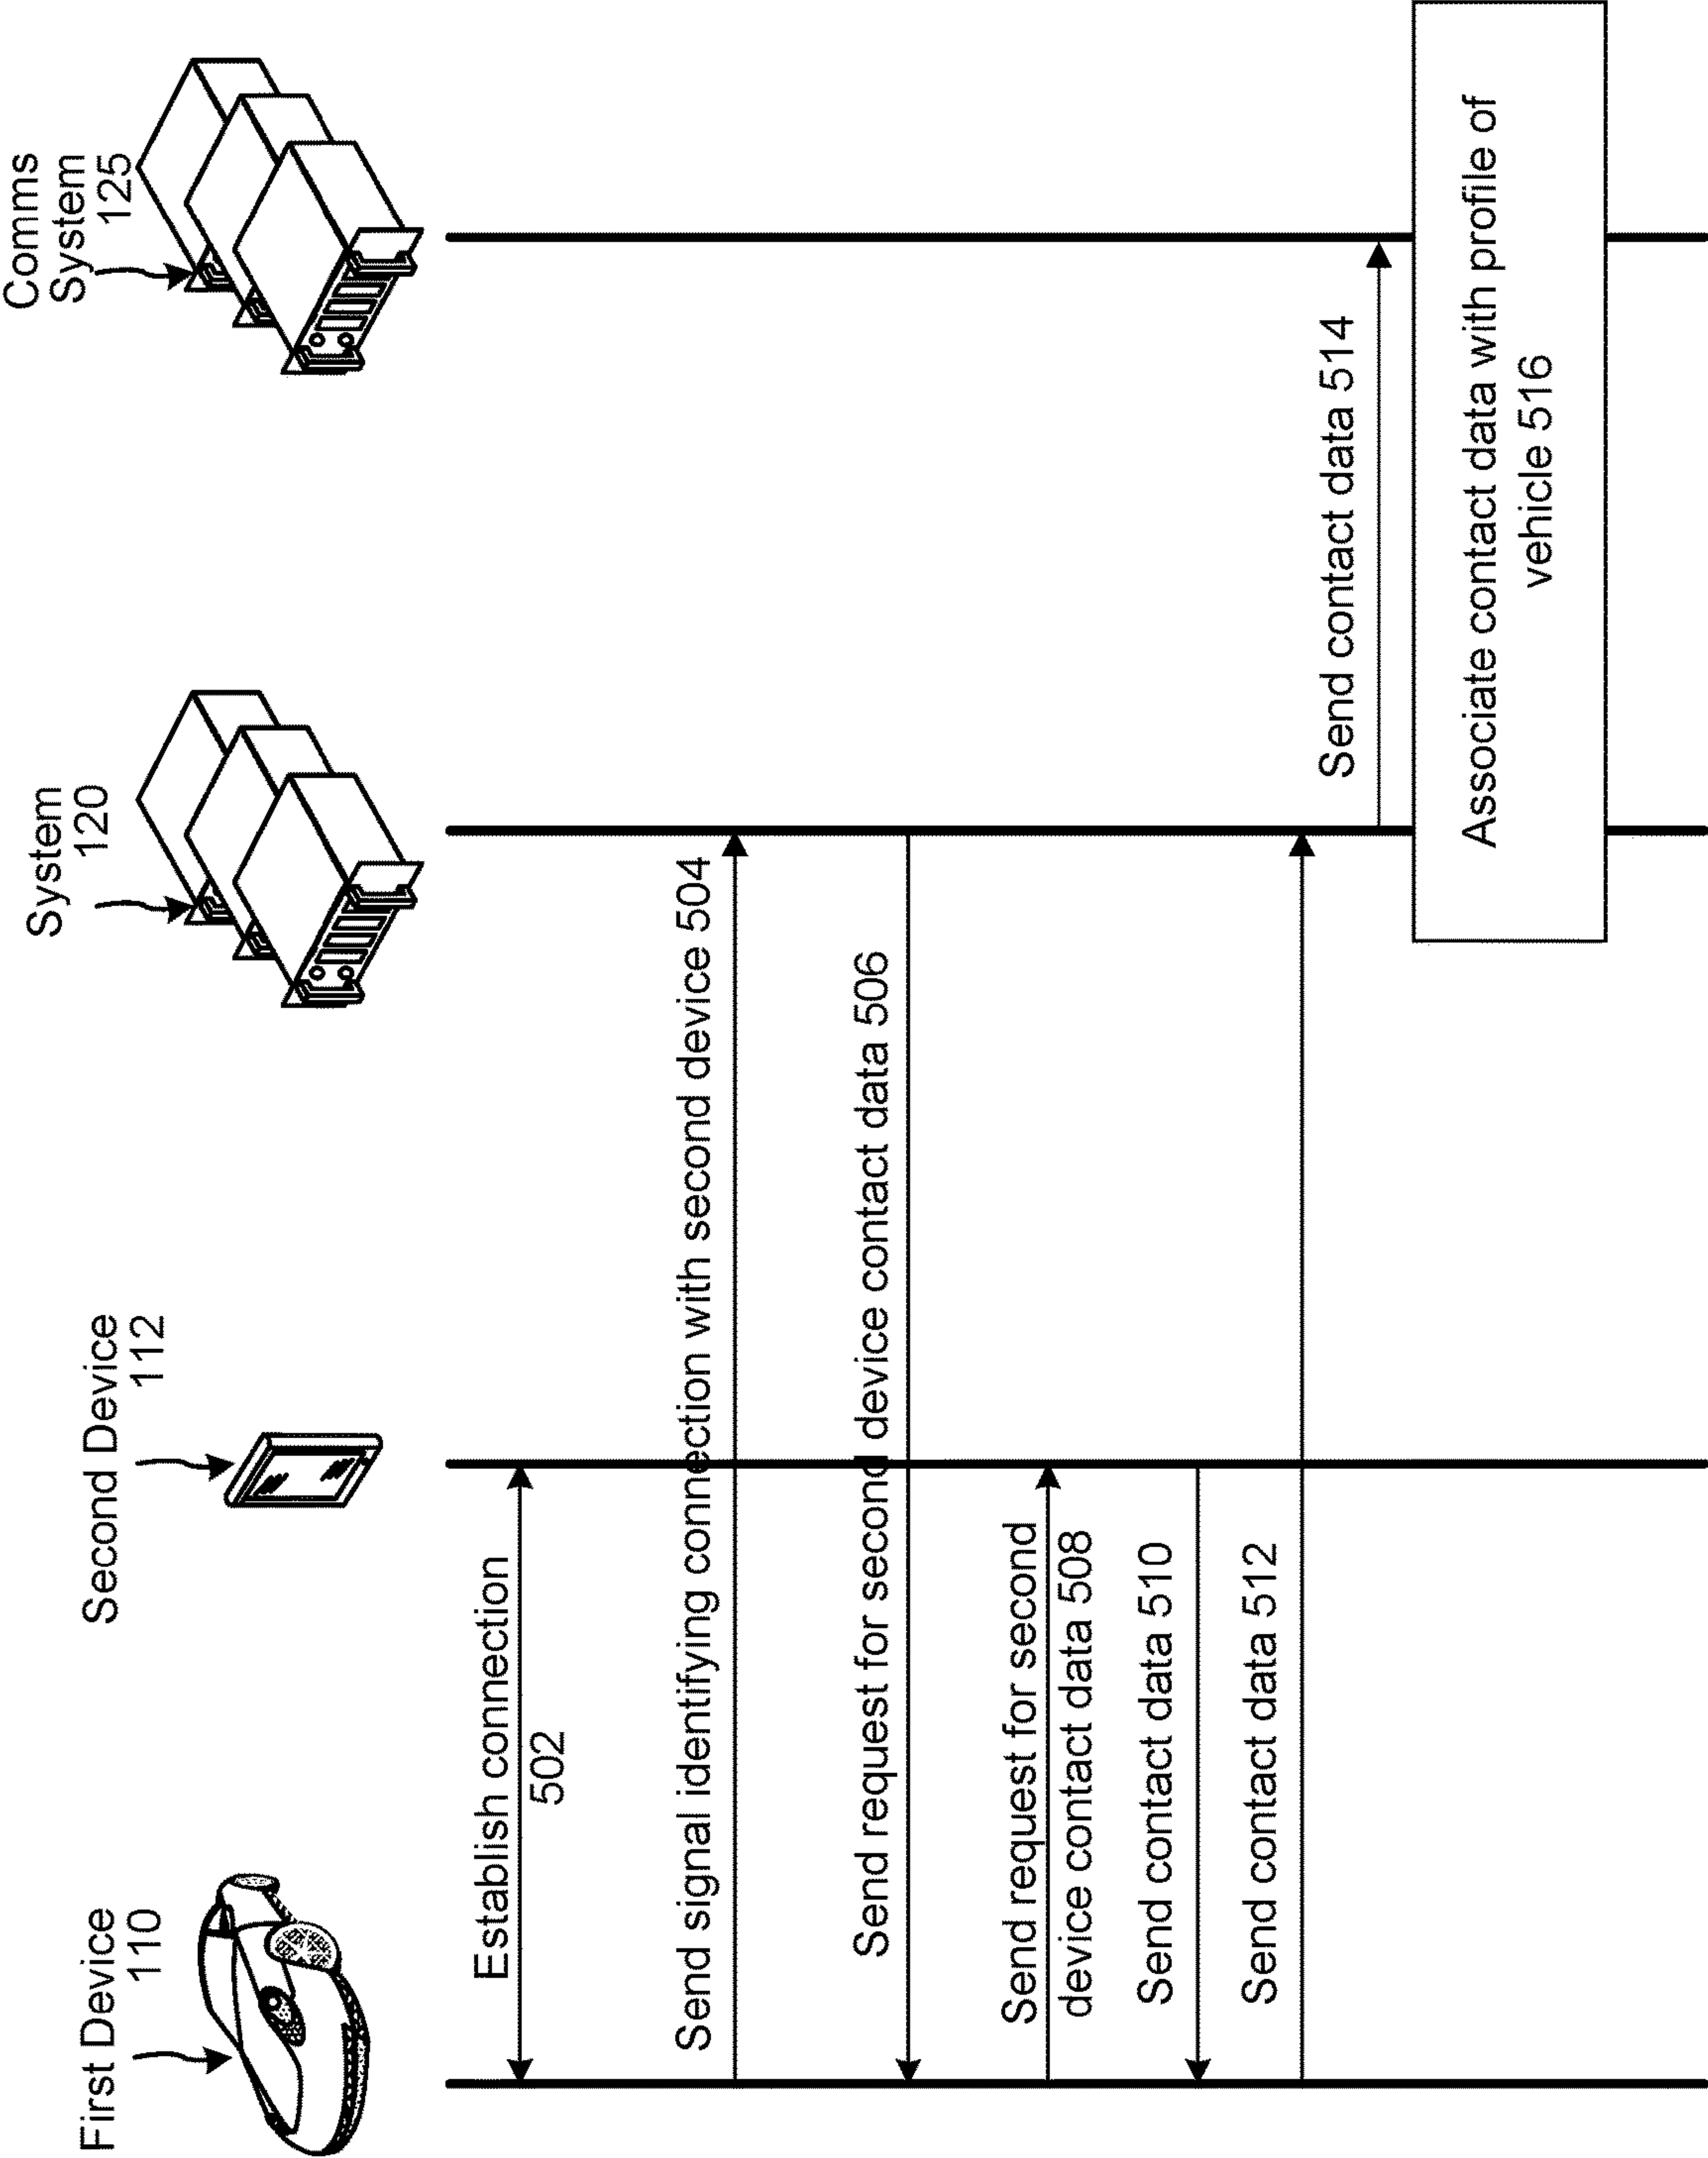 First Device
110
Second Device
112
System
120
Comms
System
125
Establish connection
502
Send signal identifying connection with second device 504
Send request for second device contact data 506
Send request for second
device contact data 508
Send contact data 510
Send contact data 512
Send contact data 514
Associate contact data with profile of
vehicle 516